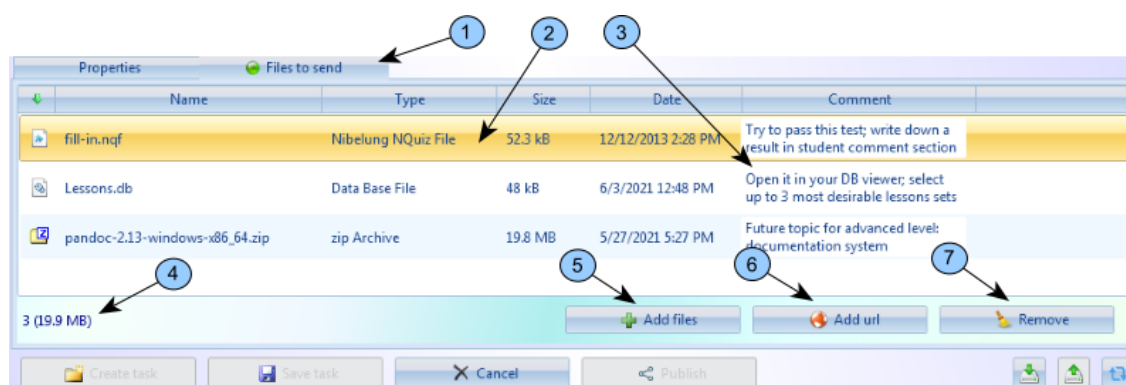 1 2 3
Properties Files to send
Name Type Size Date Comment
fill-in.nqf Nibelung NQuiz File 52.3 kB 12/12/2013 2:28 PM Try to pass this test; write down a
result in student comment section
Lessons.db Data Base File 48 kB 6/3/2021 12:48 PM Open it in your DB viewer; select
up to 3 most desirable lessons sets
pandoc-2.13-windows-x86_64.zip zip Archive 19.8 MB 5/27/2021 5:27 PM Future topic for advanced level:
documentation system
4 5 6 7
3 (19.9 MB) Add files Add url Remove
Create task Save task Cancel Publish